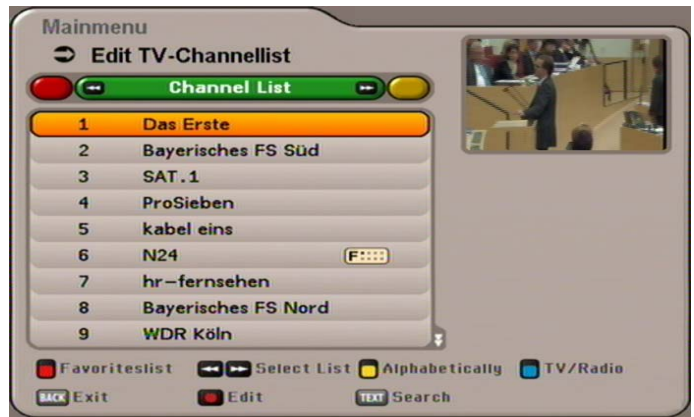 Mainmenu
Edit TV-Channellist
Channel List
1 Das Erste
2 Bayerisches FS Süd
3 SAT.1
4 ProSieben
5 kabel eins
6 N24 F
7 hr-fernsehen
8 Bayerisches FS Nord
9 WDR Köln
Favoriteslist Select List Alphabetically TV/Radio
BACK Exit Edit TEXT Search